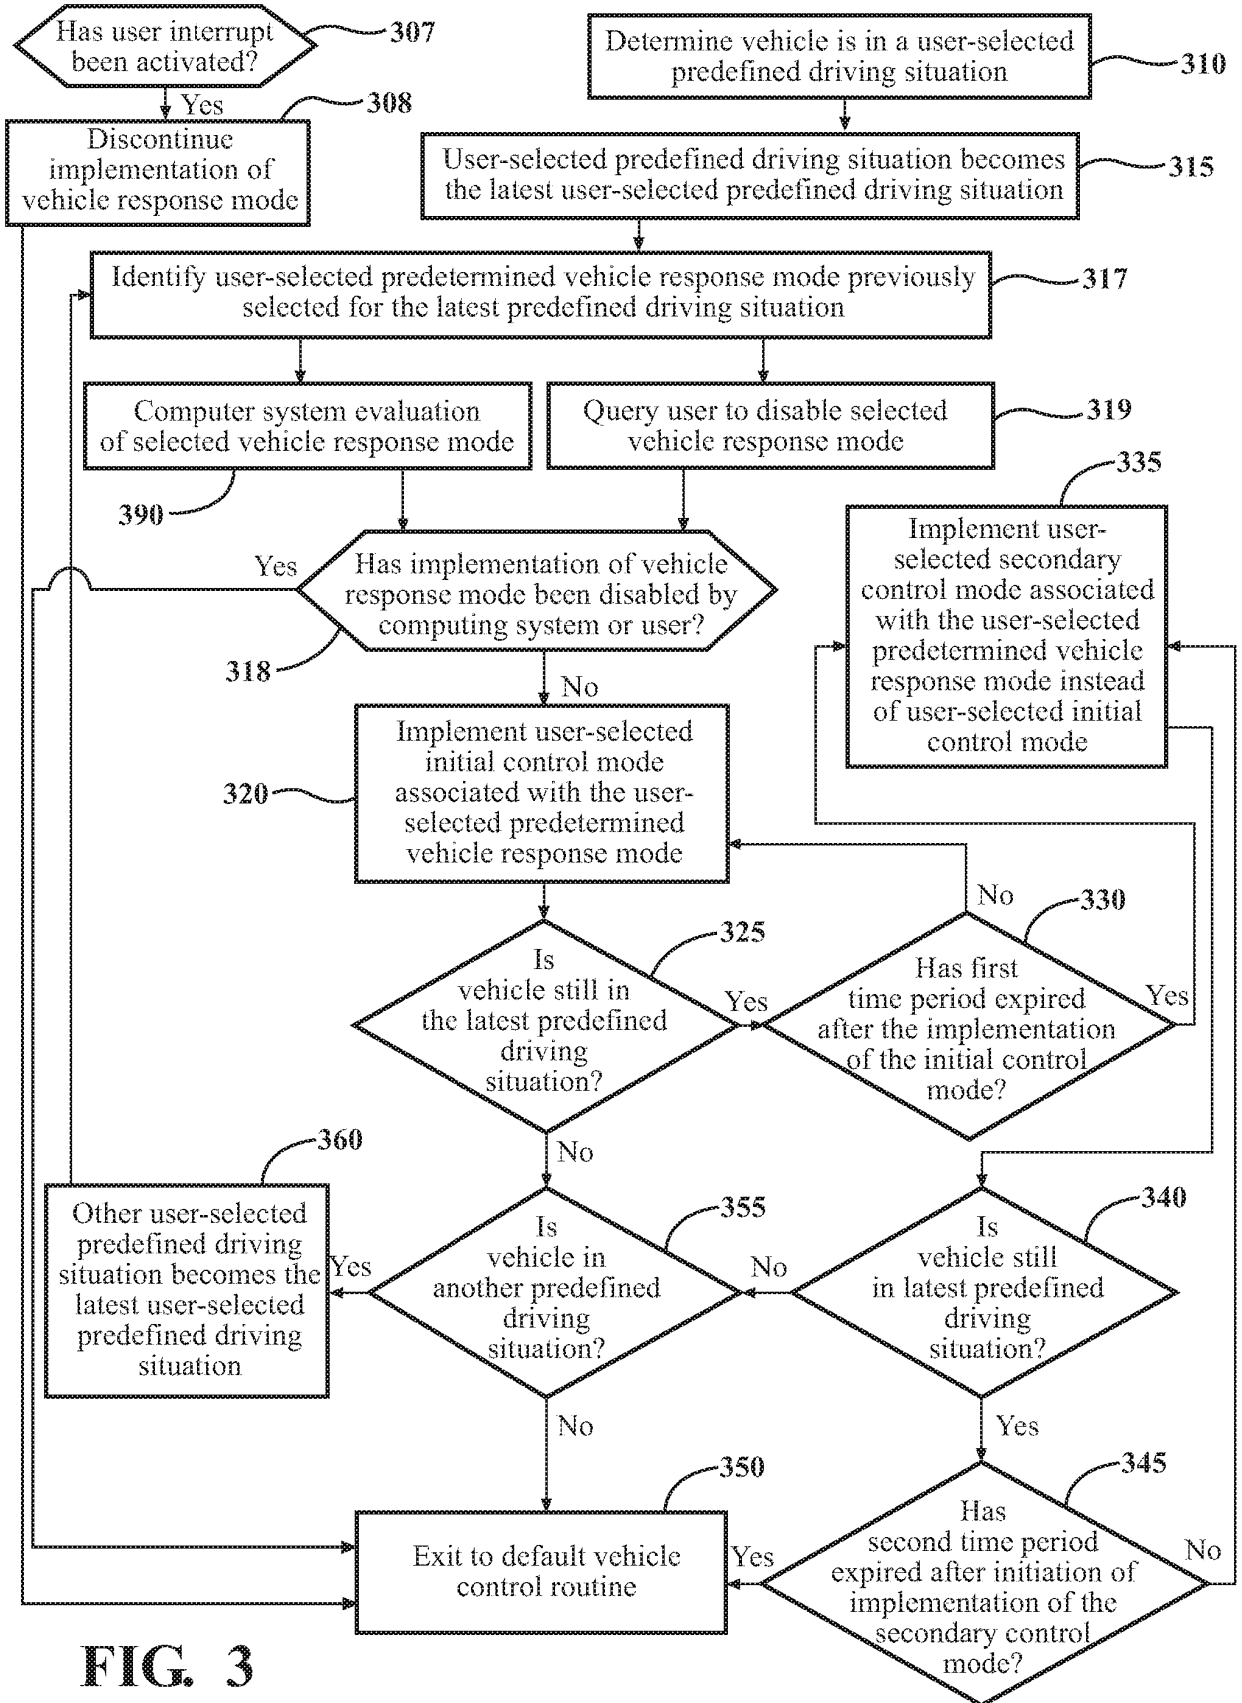 Has user interrupt
been activated?
307
Yes
308
Discontinue
implementation of
vehicle response mode
Determine vehicle is in a user-selected
predefined driving situation
310
User-selected predefined driving situation becomes
the latest user-selected predefined driving situation
315
Identify user-selected predetermined vehicle response mode previously
selected for the latest predefined driving situation
317
Computer system evaluation
of selected vehicle response mode
390
Query user to disable selected
vehicle response mode
319
Yes
Has implementation of vehicle
response mode been disabled by
computing system or user?
318
No
335
Implement user-
selected secondary
control mode associated
with the user-selected
predetermined vehicle
response mode instead
of user-selected initial
control mode
Implement user-selected
initial control mode
associated with the user-
selected predetermined
vehicle response mode
320
No
330
325
Is
vehicle still in
the latest predefined
driving
situation?
Yes
Has first
time period expired
after the implementation
of the initial control
mode?
Yes
No
360
Other user-selected
predefined driving
situation becomes the
latest user-selected
predefined driving
situation
Yes
355
Is
vehicle in
another predefined
driving
situation?
No
340
Is
vehicle still
in latest predefined
driving
situation?
No
Yes
350
Exit to default vehicle
control routine
Yes
345
Has
second time period
expired after initiation of
implementation of the
secondary control
mode?
No
FIG. 3